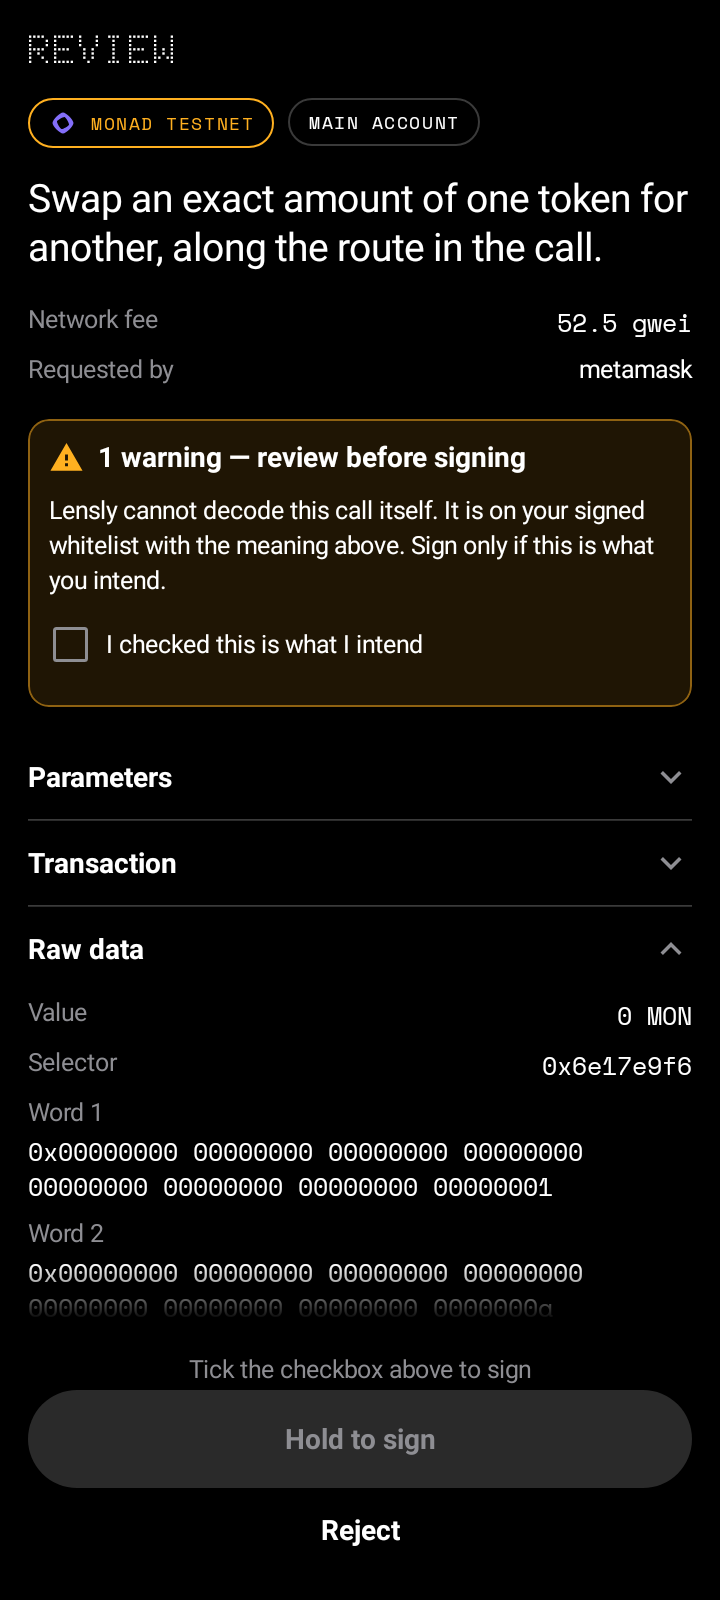 REVIEW
MONAD TESTNET
MAIN ACCOUNT
Swap an exact amount of one token for
another, along the route in the call.
Network fee
52.5 gwei
Requested by
metamask
1 warning — review before signing
Lensly cannot decode this call itself. It is on your signed
whitelist with the meaning above. Sign only if this is what
you intend.
I checked this is what I intend
Parameters
Transaction
Raw data
Value
0 MON
Selector
0x6e17e9f6
Word 1
0x00000000 00000000 00000000 00000000
00000000 00000000 00000000 00000001
Word 2
0x00000000 00000000 00000000 00000000
00000000 00000000 00000000 0000000a
Tick the checkbox above to sign
Hold to sign
Reject